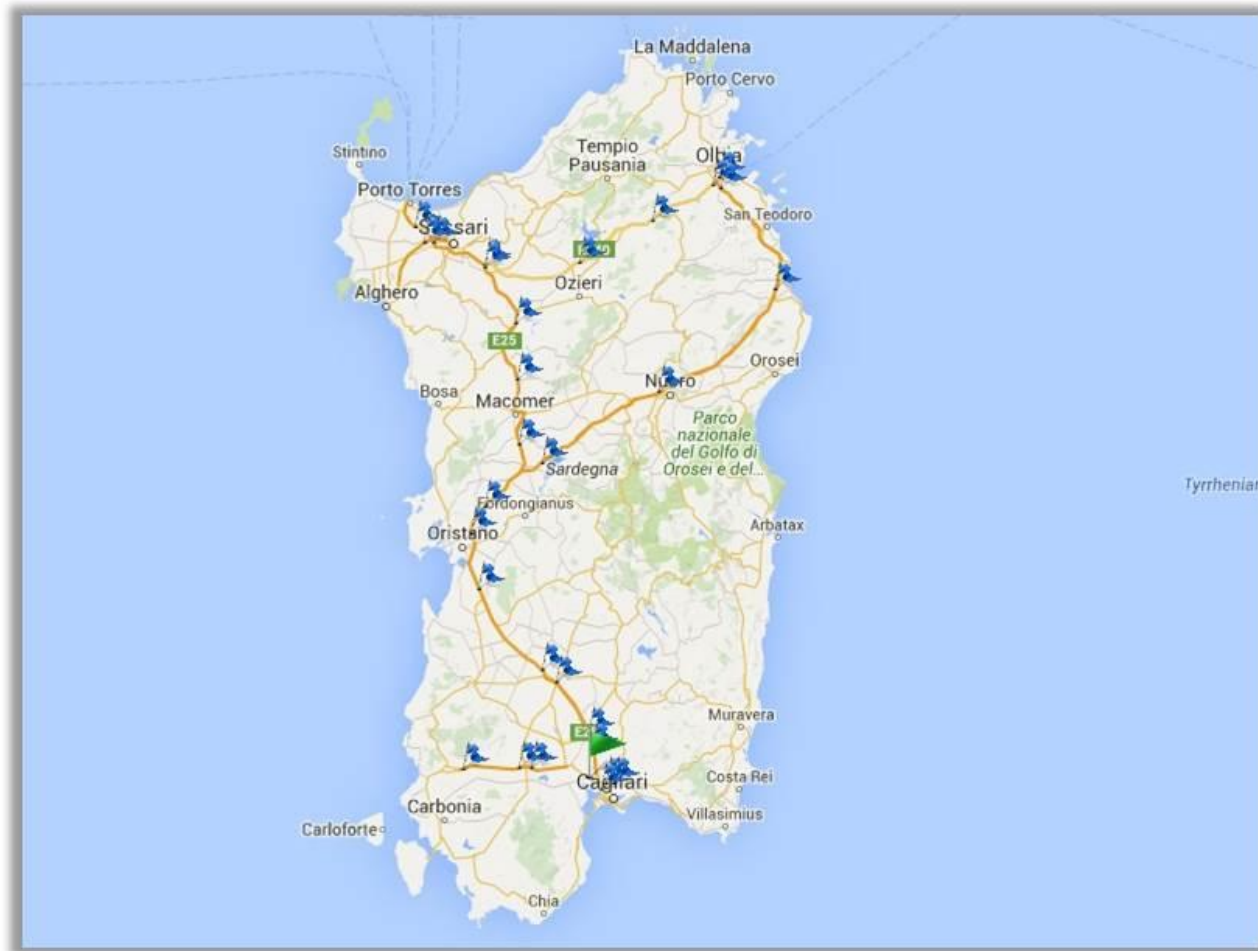 La Maddalena
Porto Cervo
Stintino
Tempio
Pausania
Olbia
Porto Torres
San Teodoro
Sassari
Ozieri
Alghero
E25
Orosei
Nuoro
Bosa
Macomer
Parco
nazionale
del Golfo di
Orosei e del...
Sardegna
Tyrrhenian
Fordongianus
Arbatax
Oristano
Muravera
Cagliari
Costa Rei
Carbonia
Villasimius
Carloforte
Chia